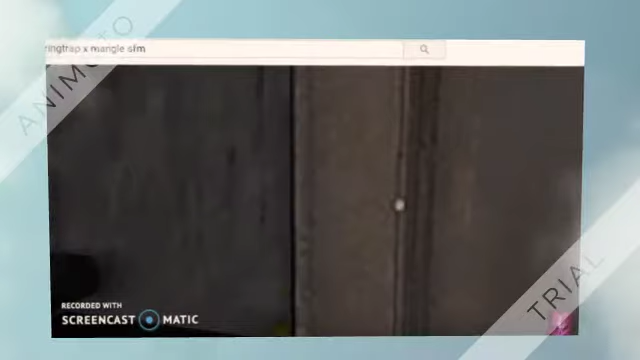 ringtrap x mangle sfm
ANIMOTO
RECORDED WITH
SCREENCAST MATIC
TRIAL